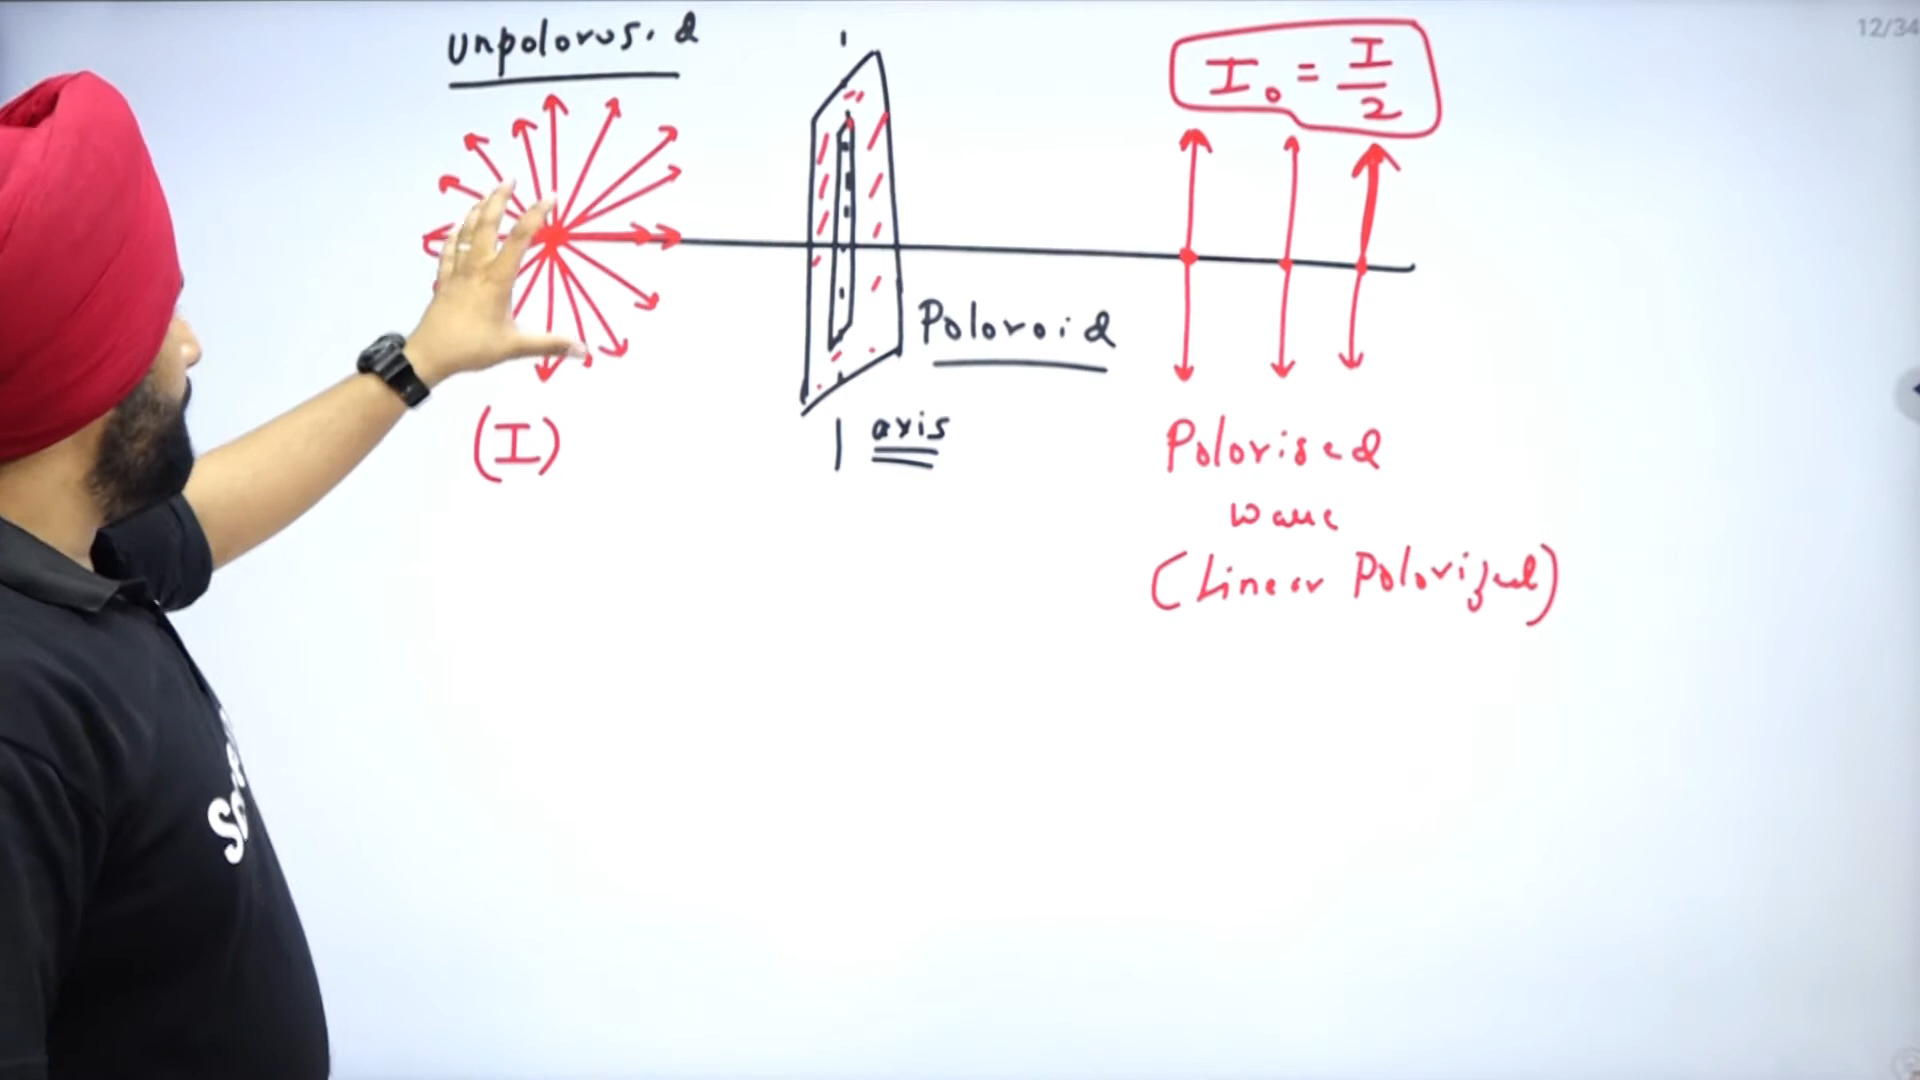 unpolorus.d
I₀ = I/2
12/34
Poloroid
axis
(I)
Polorised
wave
(Linear Polorized)